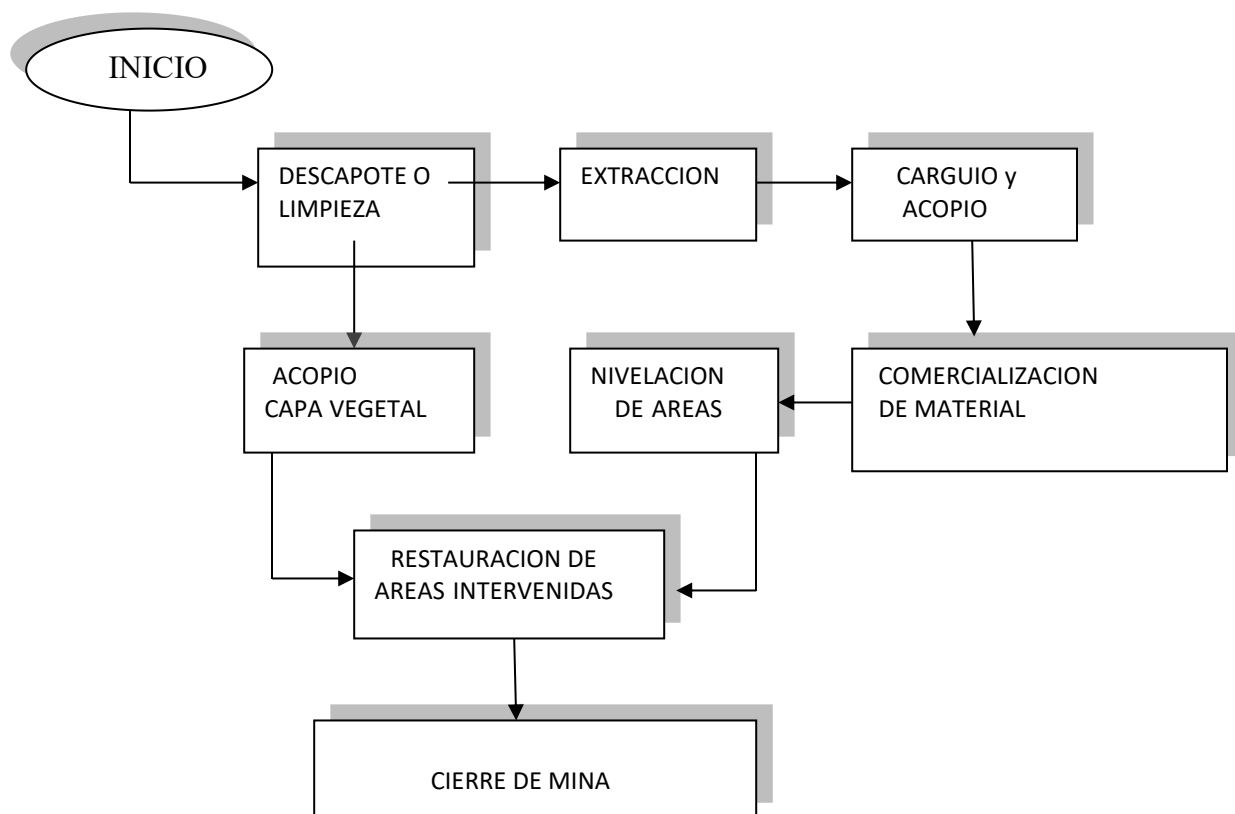 INICIO
DESCAPOTE O
LIMPIEZA
EXTRACCION
CARGUIO y
ACOPIO
ACOPIO
CAPA VEGETAL
NIVELACION
DE AREAS
COMERCIALIZACION
DE MATERIAL
RESTAURACION DE
AREAS INTERVENIDAS
CIERRE DE MINA